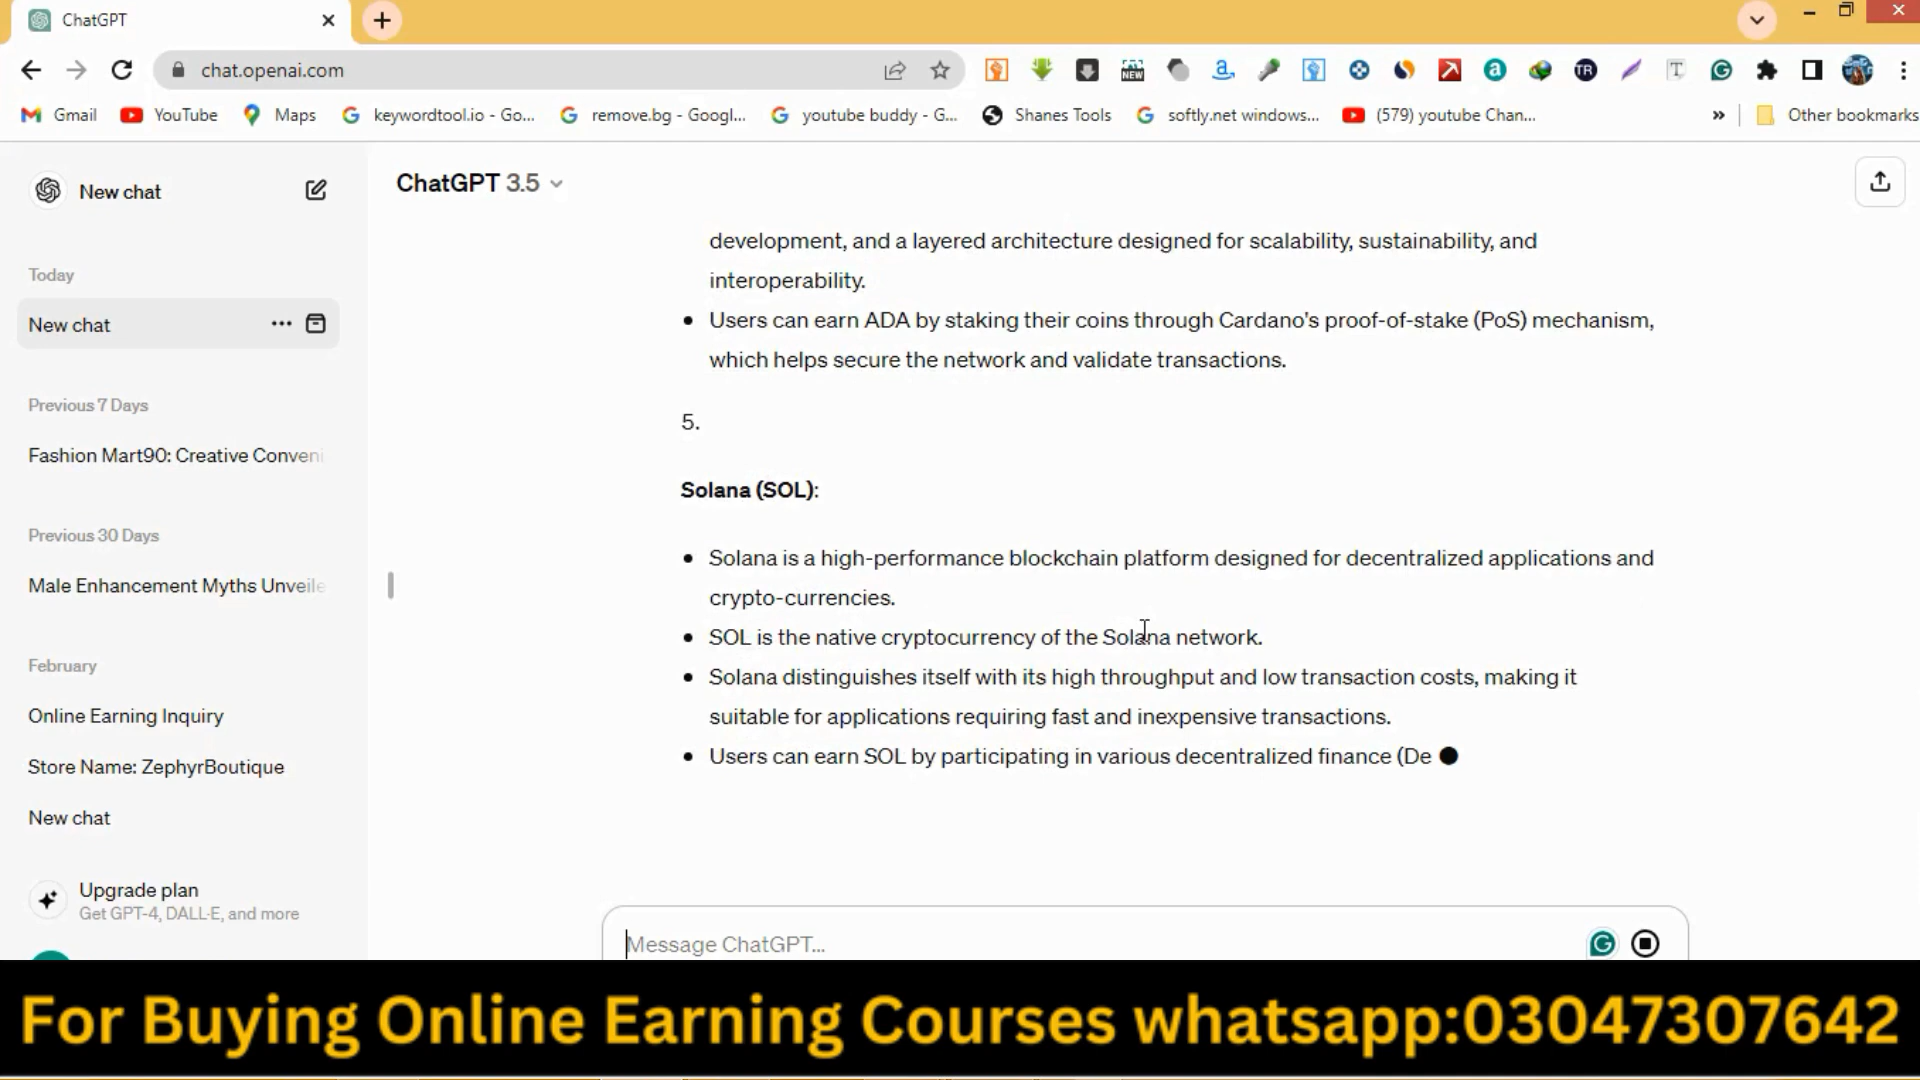 ChatGPT
chat.openai.com
NEW
TR
Gmail
YouTube
Maps
keywordtool.io - Go...
remove.bg - Googl...
youtube buddy - G...
Shanes Tools
softly.net windows...
(579) youtube Chan...
»
Other bookmarks
New chat
ChatGPT 3.5
Today
New chat
Previous 7 Days
Fashion Mart90: Creative Conveni
Previous 30 Days
Male Enhancement Myths Unveile
February
Online Earning Inquiry
Store Name: ZephyrBoutique
New chat
Upgrade plan
Get GPT-4, DALL·E, and more
development, and a layered architecture designed for scalability, sustainability, and
interoperability.
• Users can earn ADA by staking their coins through Cardano's proof-of-stake (PoS) mechanism,
which helps secure the network and validate transactions.
5.
Solana (SOL):
• Solana is a high-performance blockchain platform designed for decentralized applications and
crypto-currencies.
• SOL is the native cryptocurrency of the Solana network.
• Solana distinguishes itself with its high throughput and low transaction costs, making it
suitable for applications requiring fast and inexpensive transactions.
• Users can earn SOL by participating in various decentralized finance (De
Message ChatGPT...
For Buying Online Earning Courses whatsapp:03047307642